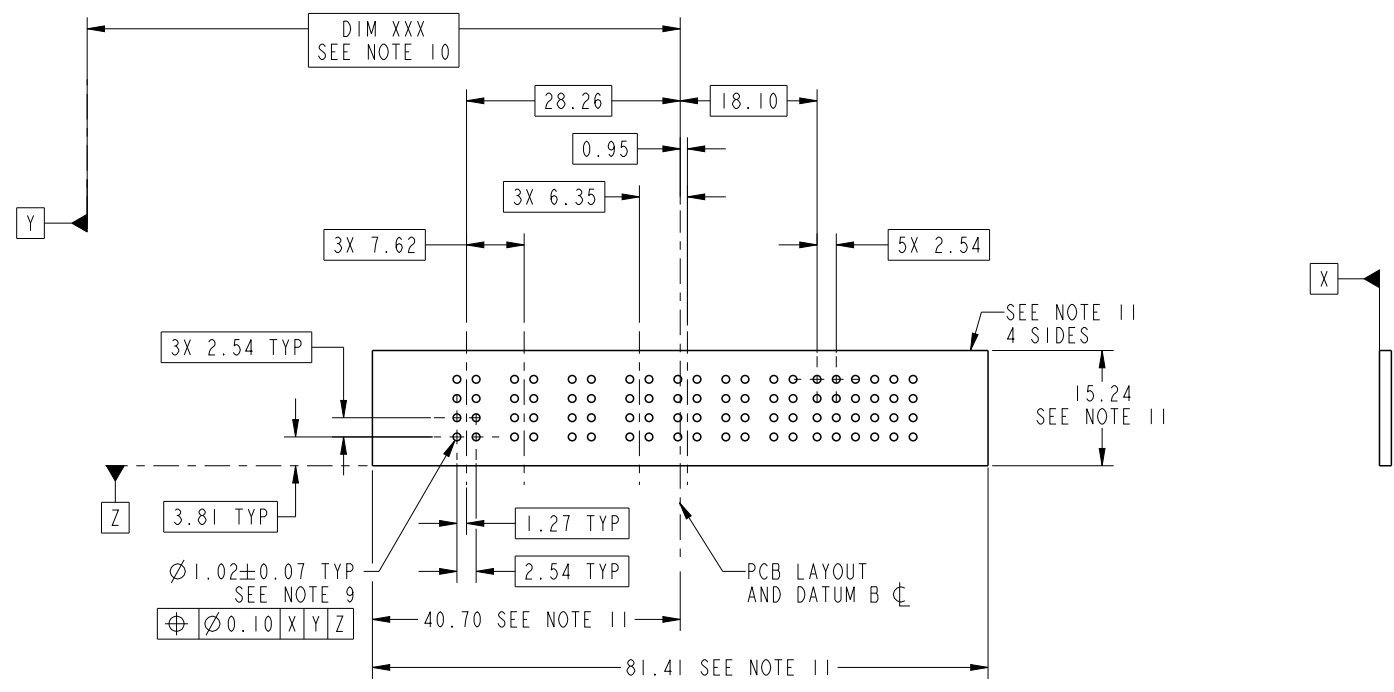 DIM XXX
SEE NOTE 10
28.26
18.10
0.95
3X 6.35
Y
3X 7.62
5X 2.54
X
SEE NOTE 11
4 SIDES
3X 2.54 TYP
15.24
SEE NOTE 11
Z
3.81 TYP
1.27 TYP
Ø1.02±0.07 TYP
SEE NOTE 9
2.54 TYP
PCB LAYOUT
AND DATUM B ℄
⌖ Ø0.10 X Y Z
40.70 SEE NOTE 11
81.41 SEE NOTE 11